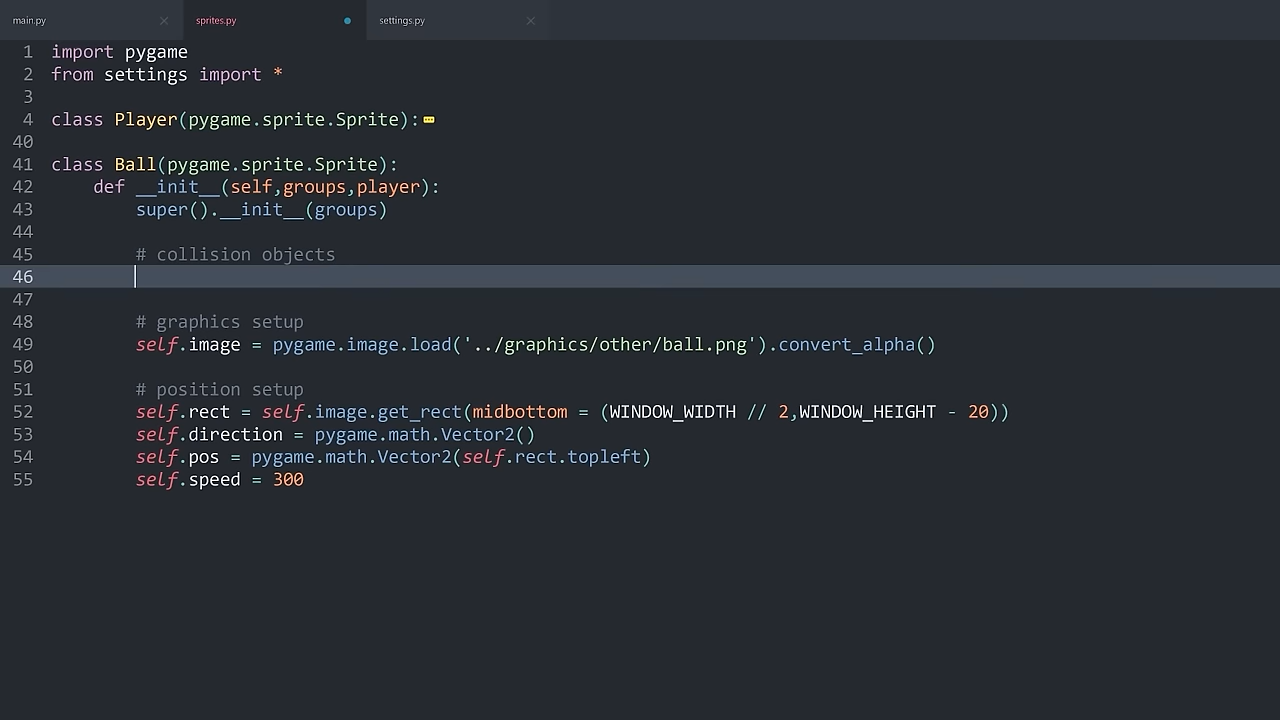 main.py
sprites.py
settings.py
1 import pygame
2 from settings import *
3
4 class Player(pygame.sprite.Sprite):
40
41 class Ball(pygame.sprite.Sprite):
42     def __init__(self,groups,player):
43         super().__init__(groups)
44
45         # collision objects
46
47
48         # graphics setup
49         self.image = pygame.image.load('../graphics/other/ball.png').convert_alpha()
50
51         # position setup
52         self.rect = self.image.get_rect(midbottom = (WINDOW_WIDTH // 2,WINDOW_HEIGHT - 20))
53         self.direction = pygame.math.Vector2()
54         self.pos = pygame.math.Vector2(self.rect.topleft)
55         self.speed = 300